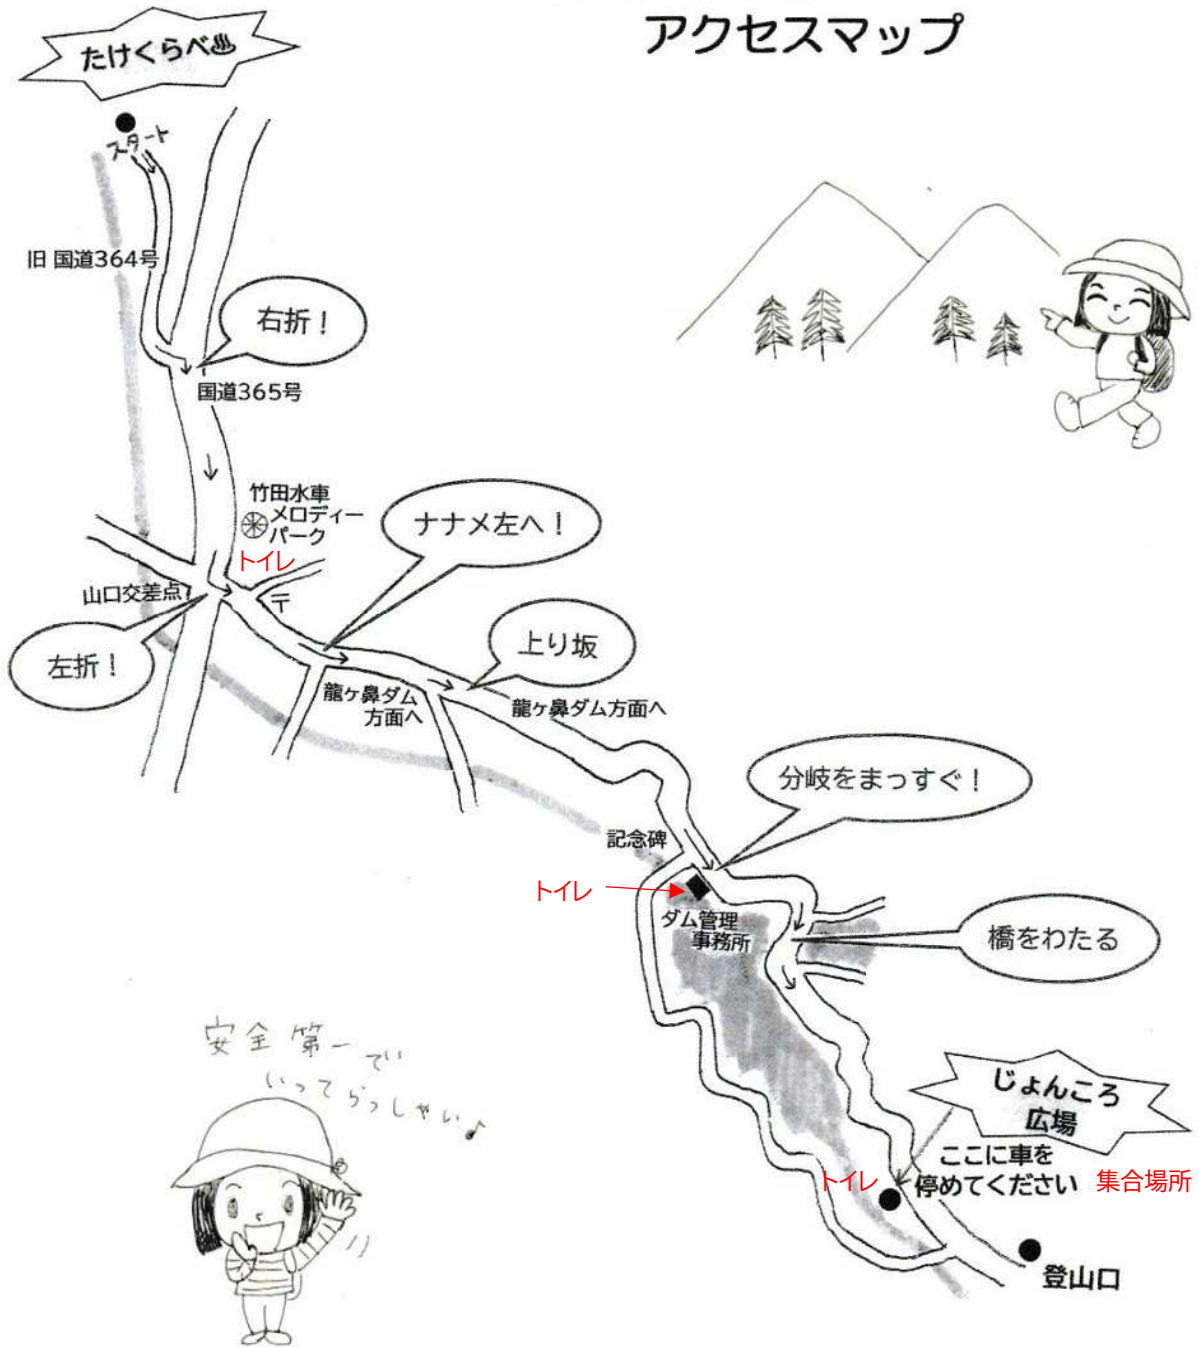 アクセスマップ
たけくらべ♨
スタート
旧 国道364号
右折！
国道365号
竹田水車
メロディー
パーク
トイレ
ナナメ左へ！
山口交差点
〒
左折！
上り坂
龍ヶ鼻ダム
方面へ
龍ヶ鼻ダム方面へ
分岐をまっすぐ！
記念碑
トイレ
ダム管理
事務所
橋をわたる
安全第一で
いってらっしゃい♪
じょんころ
広場
ここに車を
停めてください
集合場所
トイレ
登山口